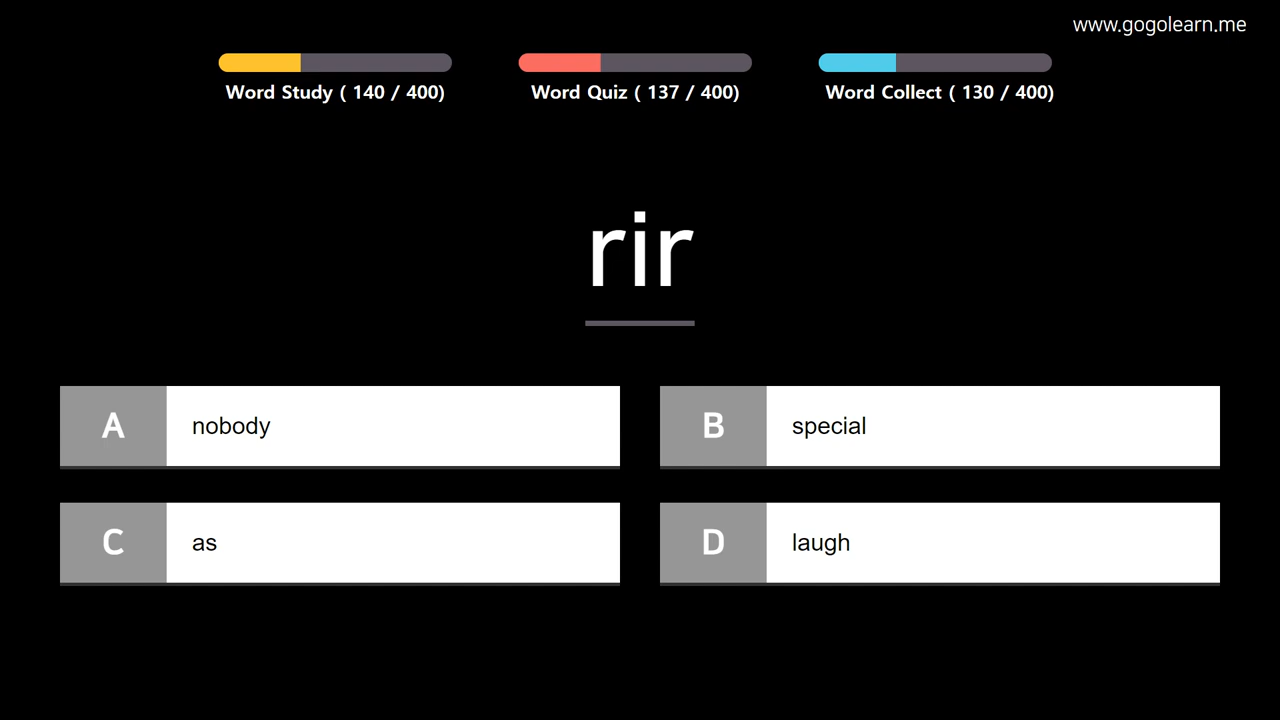 www.gogolearn.me
Word Study ( 140 / 400)
Word Quiz ( 137 / 400)
Word Collect ( 130 / 400)
rir
A nobody
B special
C as
D laugh